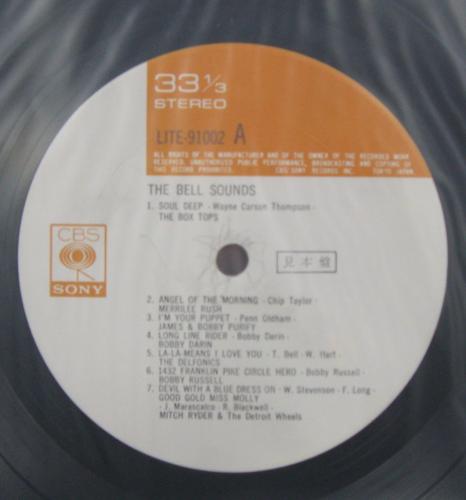 33 1/3
STEREO
LITE-91002 A
ALL RIGHTS OF THE MANUFACTURER AND OF THE OWNER OF THE RECORDED WORK
RESERVED. UNAUTHORIZED PUBLIC PERFORMANCE, BROADCASTING AND COPYING OF
THIS RECORD PROHIBITED. CBS/SONY RECORDS INC. TOKYO JAPAN
THE BELL SOUNDS
1. SOUL DEEP - Wayne Carson Thompson -
THE BOX TOPS
CBS
SONY
見本盤
2. ANGEL OF THE MORNING - Chip Taylor -
MERRILEE RUSH
3. I'M YOUR PUPPET - Penn Oldham -
JAMES & BOBBY PURIFY
4. LONG LINE RIDER - Bobby Darin -
BOBBY DARIN
5. LA-LA-MEANS I LOVE YOU - T. Bell - W. Hart -
THE DELFONICS
6. 1432 FRANKLIN PIKE CIRCLE HERO - Bobby Russell -
BOBBY RUSSELL
7. DEVIL WITH A BLUE DRESS ON - W. Stevenson - F. Long -
GOOD GOLD MISS MOLLY
- J. Marascalco - R. Blackwell -
MITCH RYDER & The Detroit Wheels